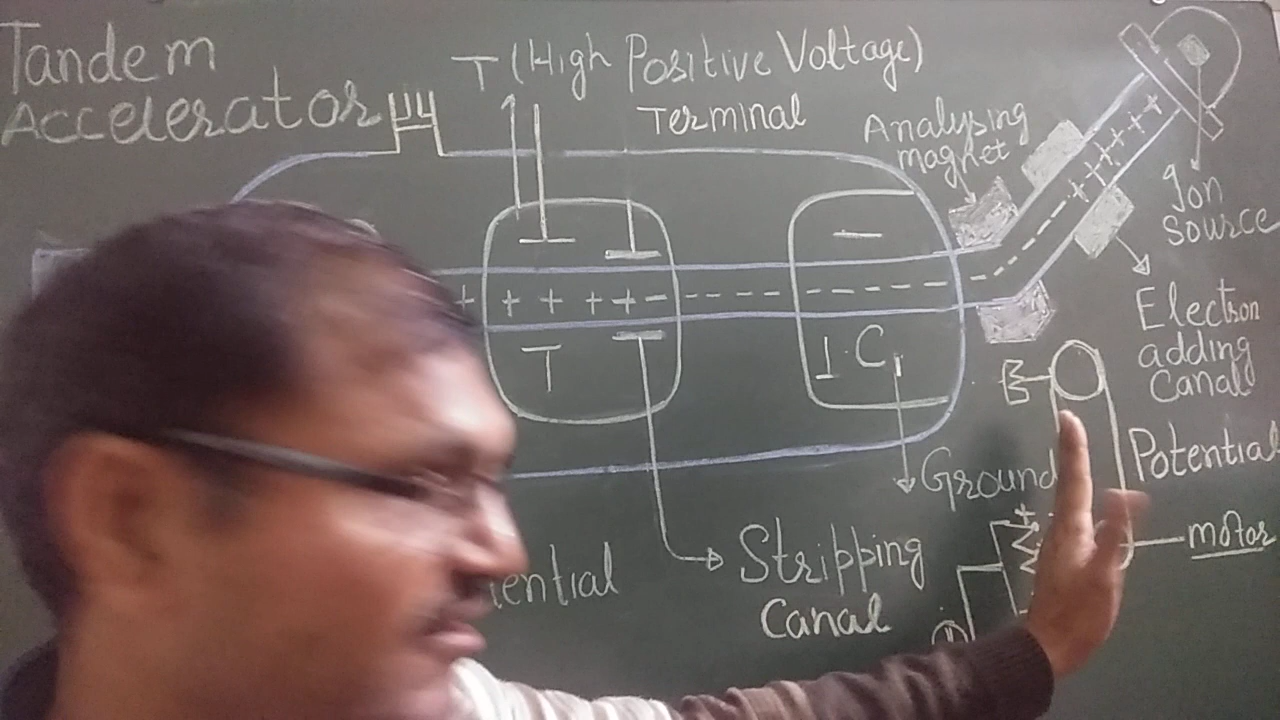 Tandem
Accelerator
T (High Positive Voltage)
Terminal
Analysing
magnet
Ion
Source
Electron
adding
Canal
+ + + + -
T
I.C
Ground
Potential
motor
ential
Stripping
Canal